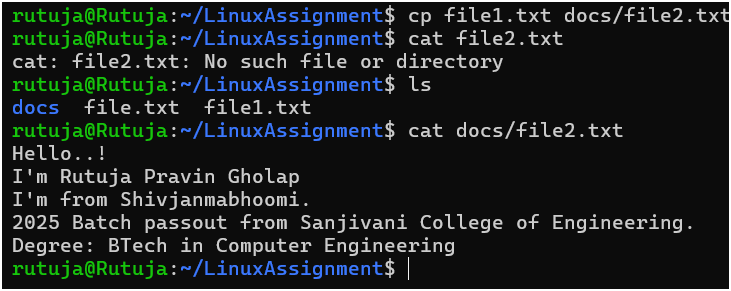 rutuja@Rutuja:~/LinuxAssignment$ cp file1.txt docs/file2.txt
rutuja@Rutuja:~/LinuxAssignment$ cat file2.txt
cat: file2.txt: No such file or directory
rutuja@Rutuja:~/LinuxAssignment$ ls
docs  file.txt  file1.txt
rutuja@Rutuja:~/LinuxAssignment$ cat docs/file2.txt
Hello..!
I'm Rutuja Pravin Gholap
I'm from Shivjanmabhoomi.
2025 Batch passout from Sanjivani College of Engineering.
Degree: BTech in Computer Engineering
rutuja@Rutuja:~/LinuxAssignment$